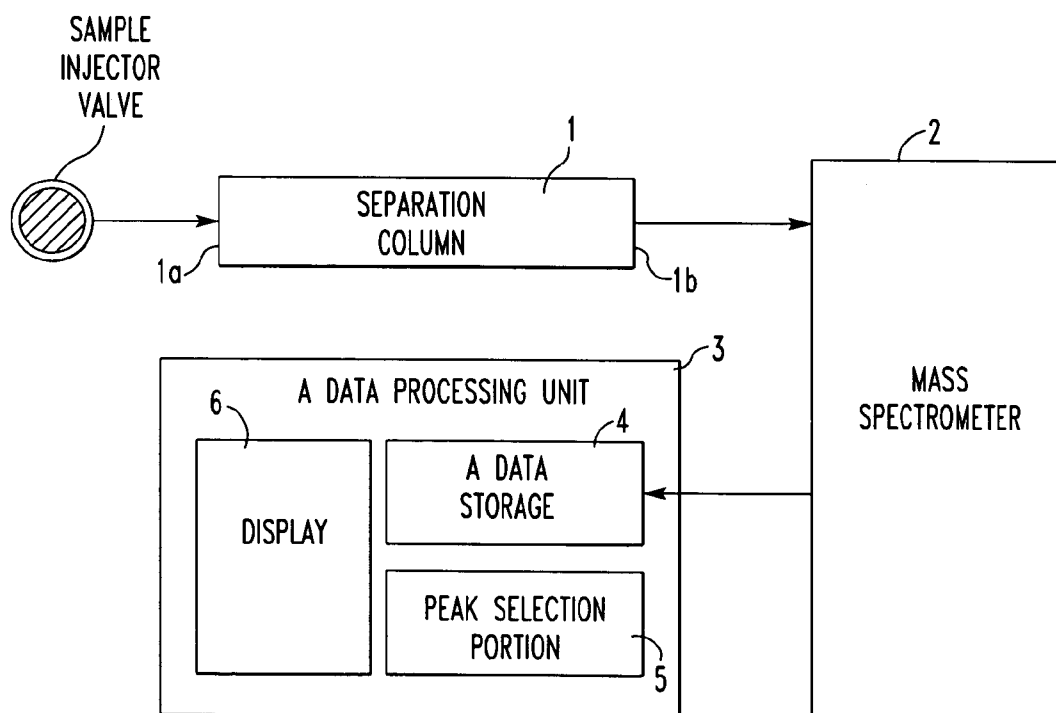 SAMPLE
INJECTOR
VALVE
1
2
SEPARATION
COLUMN
1a
1b
3
A DATA PROCESSING UNIT
MASS
SPECTROMETER
6
4
A DATA
STORAGE
DISPLAY
PEAK SELECTION
PORTION
5